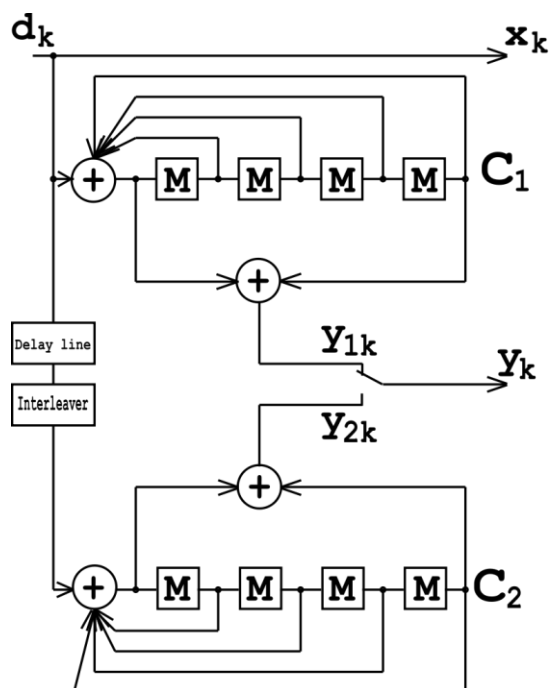 d_k x_k
+ M M M M C_1
+
y_1k
Delay line
y_k
Interleaver
y_2k
+
+ M M M M C_2